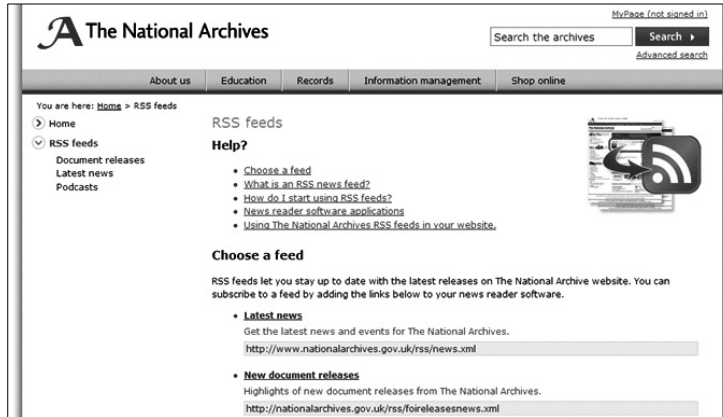 MyPage (not signed in)
The National Archives
Search the archives
Search
Advanced search
About us Education Records Information management Shop online
You are here: Home > RSS feeds
Home
RSS feeds
Document releases
Latest news
Podcasts
RSS feeds
Help?
• Choose a feed
• What is an RSS news feed?
• How do I start using RSS feeds?
• News reader software applications
• Using The National Archives RSS feeds in your website.
Choose a feed
RSS feeds let you stay up to date with the latest releases on The National Archive website. You can
subscribe to a feed by adding the links below to your news reader software.
• Latest news
Get the latest news and events for The National Archives.
http://www.nationalarchives.gov.uk/rss/news.xml
• New document releases
Highlights of new document releases from The National Archives.
http://nationalarchives.gov.uk/rss/foireleasesnews.xml